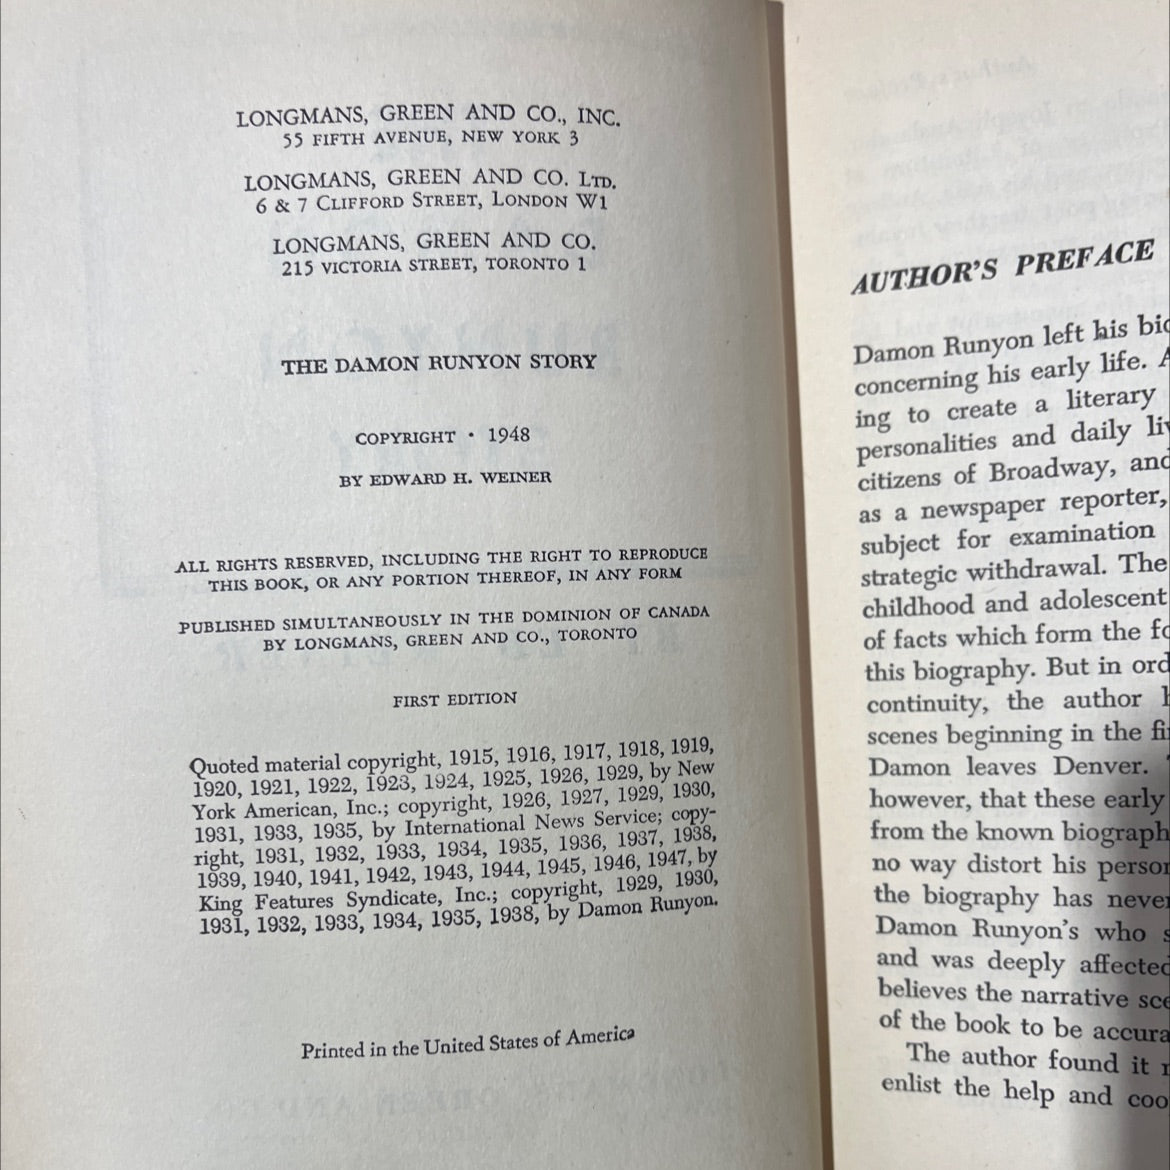 LONGMANS, GREEN AND CO., INC.
55 FIFTH AVENUE, NEW YORK 3
LONGMANS, GREEN AND CO. LTD.
6 & 7 CLIFFORD STREET, LONDON W1
LONGMANS, GREEN AND CO.
215 VICTORIA STREET, TORONTO 1
THE DAMON RUNYON STORY
COPYRIGHT · 1948
BY EDWARD H. WEINER
ALL RIGHTS RESERVED, INCLUDING THE RIGHT TO REPRODUCE
THIS BOOK, OR ANY PORTION THEREOF, IN ANY FORM
PUBLISHED SIMULTANEOUSLY IN THE DOMINION OF CANADA
BY LONGMANS, GREEN AND CO., TORONTO
FIRST EDITION
Quoted material copyright, 1915, 1916, 1917, 1918, 1919,
1920, 1921, 1922, 1923, 1924, 1925, 1926, 1929, by New
York American, Inc.; copyright, 1926, 1927, 1929, 1930,
1931, 1933, 1935, by International News Service; copy-
right, 1931, 1932, 1933, 1934, 1935, 1936, 1937, 1938,
1939, 1940, 1941, 1942, 1943, 1944, 1945, 1946, 1947, by
King Features Syndicate, Inc.; copyright, 1929, 1930,
1931, 1932, 1933, 1934, 1935, 1938, by Damon Runyon.
Printed in the United States of America
AUTHOR'S PREFACE
Damon Runyon left his bio
concerning his early life. A
ing to create a literary
personalities and daily liv
citizens of Broadway, and
as a newspaper reporter,
subject for examination
strategic withdrawal. The
childhood and adolescent
of facts which form the fo
this biography. But in ord
continuity, the author h
scenes beginning in the fi
Damon leaves Denver.
however, that these early
from the known biograph
no way distort his person
the biography has never
Damon Runyon's who s
and was deeply affected
believes the narrative sce
of the book to be accura
The author found it n
enlist the help and coo